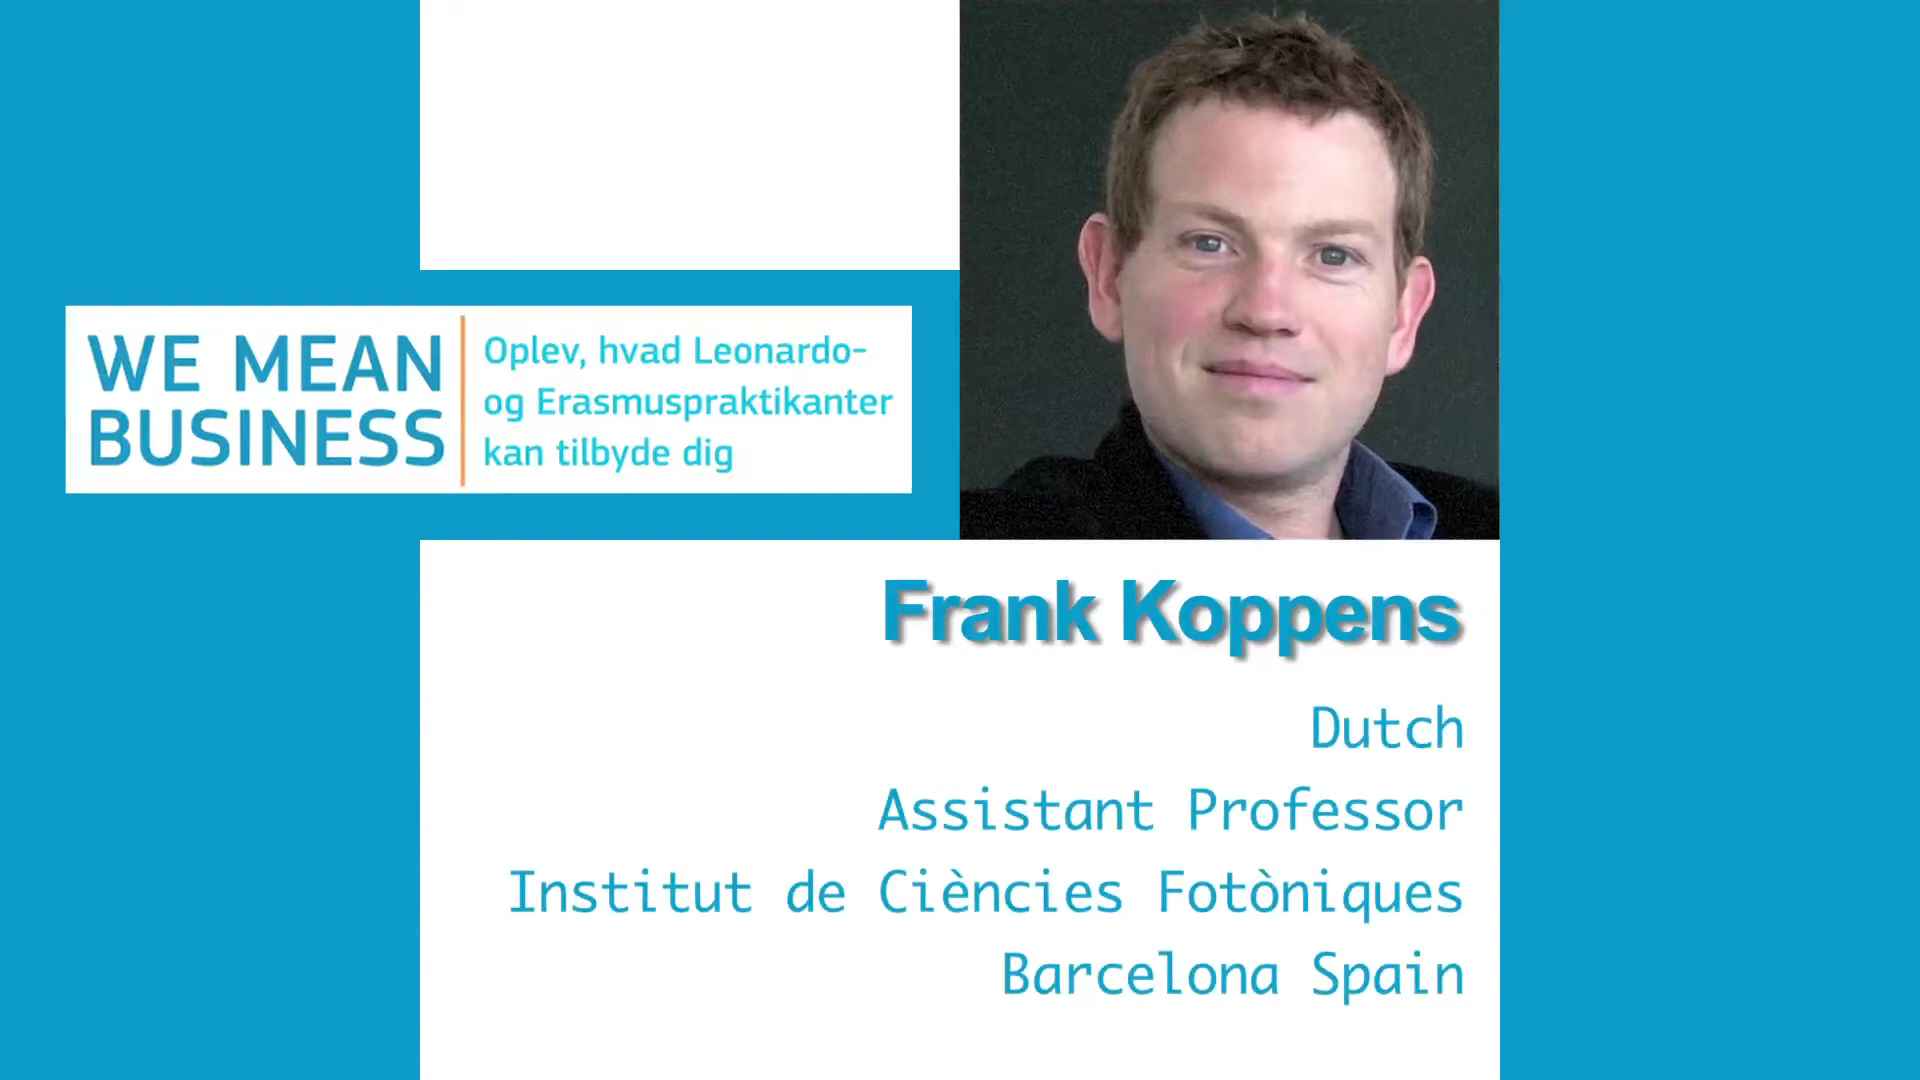 WE MEAN
BUSINESS
Oplev, hvad Leonardo-
og Erasmuspraktikanter
kan tilbyde dig
Frank Koppens
Dutch
Assistant Professor
Institut de Ciències Fotòniques
Barcelona Spain